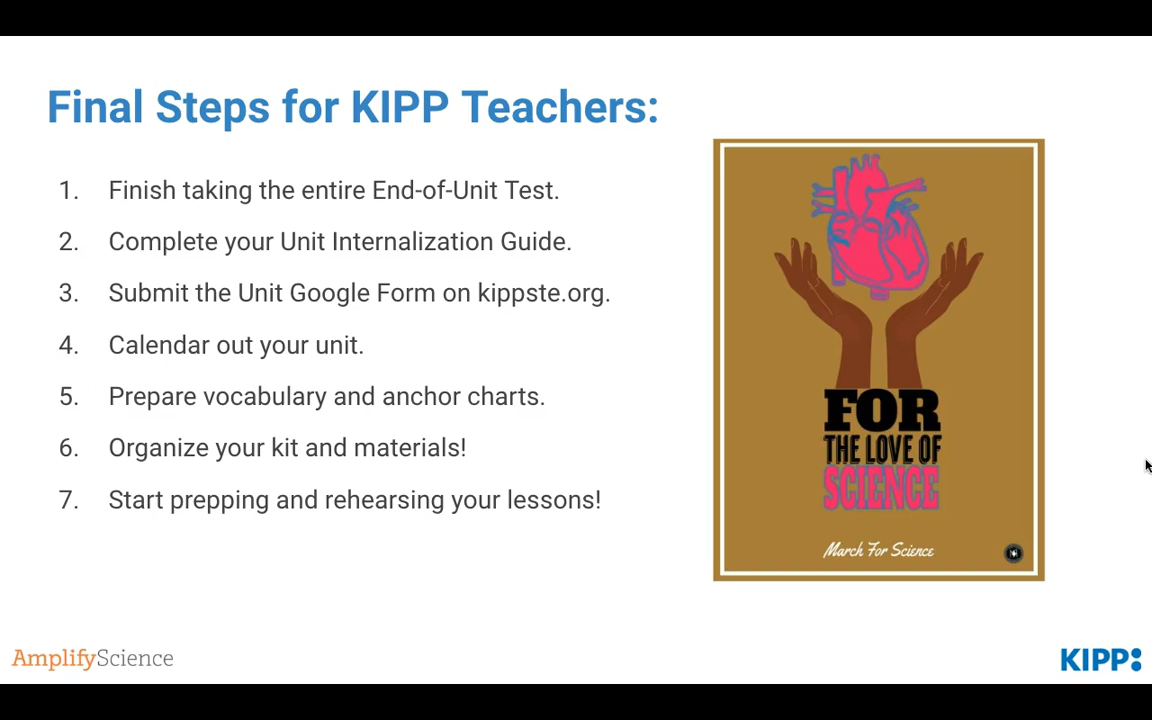 Final Steps for KIPP Teachers:
1. Finish taking the entire End-of-Unit Test.
2. Complete your Unit Internalization Guide.
3. Submit the Unit Google Form on kippste.org.
4. Calendar out your unit.
5. Prepare vocabulary and anchor charts.
6. Organize your kit and materials!
7. Start prepping and rehearsing your lessons!
FOR
THE LOVE OF
SCIENCE
March For Science
AmplifyScience
KIPP: